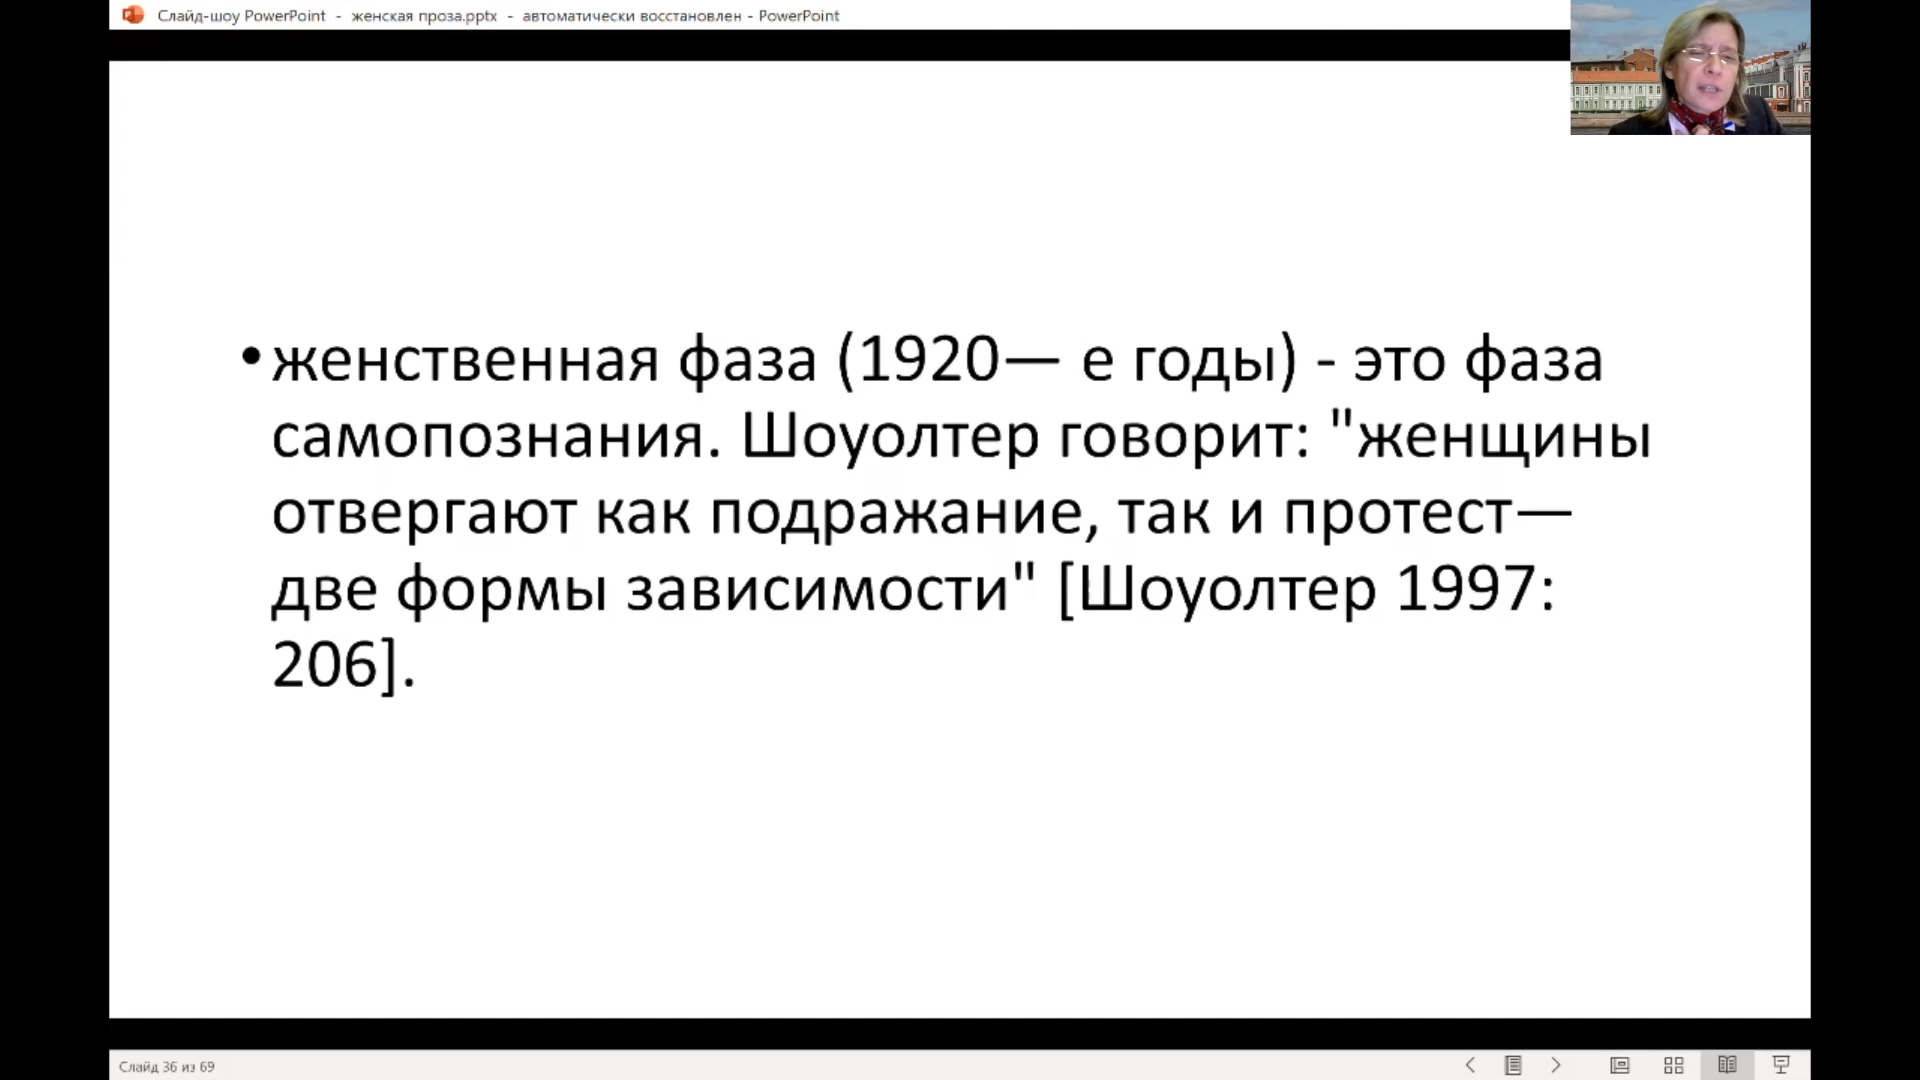 Слайд-шоу PowerPoint - женская проза.pptx - автоматически восстановлен - PowerPoint
•женственная фаза (1920— е годы) - это фаза
самопознания. Шоуолтер говорит: "женщины
отвергают как подражание, так и протест—
две формы зависимости" [Шоуолтер 1997:
206].
Слайд 36 из 69